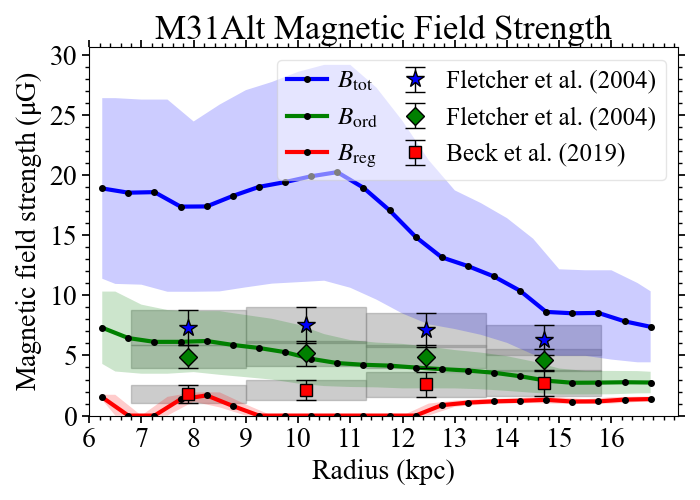 M31Alt Magnetic Field Strength
Magnetic field strength (μG)
30
25
20
15
10
5
0
B_tot Fletcher et al. (2004)
B_ord Fletcher et al. (2004)
B_reg Beck et al. (2019)
6 7 8 9 10 11 12 13 14 15 16
Radius (kpc)